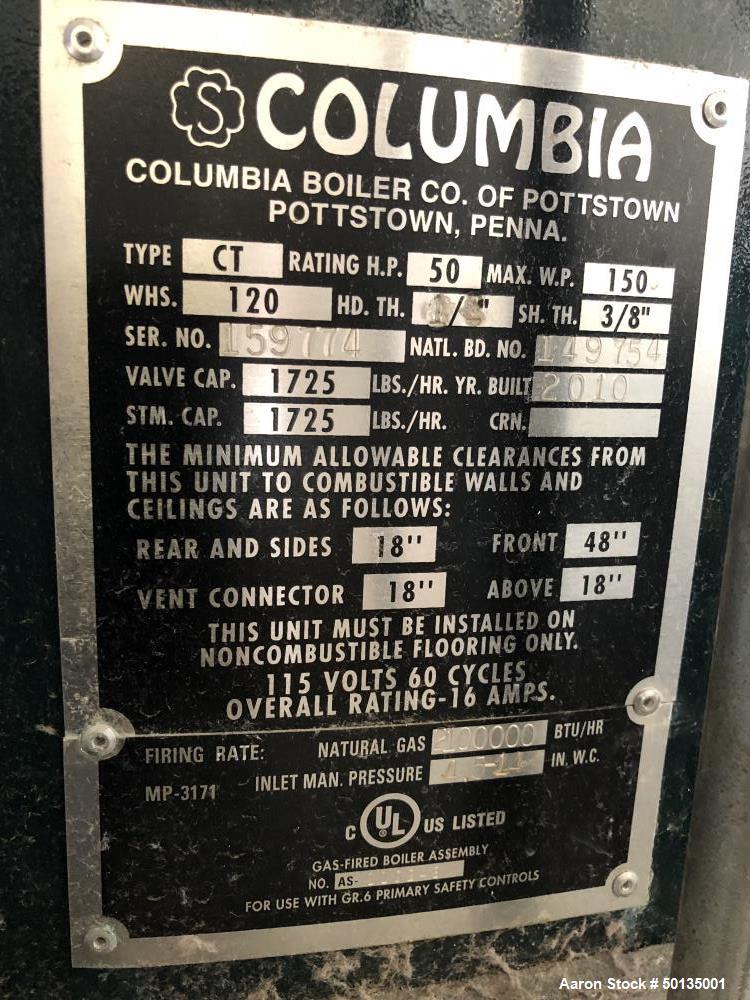 S COLUMBIA
COLUMBIA BOILER CO. OF POTTSTOWN
POTTSTOWN, PENNA.
TYPE CT RATING H.P. 50 MAX. W.P. 150
WHS. 120 HD. TH. SH. TH. 3/8"
SER. NO. 159774 NATL. BD. NO. 149754
VALVE CAP. 1725 LBS./HR. YR. BUILT 2010
STM. CAP. 1725 LBS./HR. CRN.
THE MINIMUM ALLOWABLE CLEARANCES FROM
THIS UNIT TO COMBUSTIBLE WALLS AND
CEILINGS ARE AS FOLLOWS:
REAR AND SIDES 18'' FRONT 48''
VENT CONNECTOR 18'' ABOVE 18''
THIS UNIT MUST BE INSTALLED ON
NONCOMBUSTIBLE FLOORING ONLY.
115 VOLTS 60 CYCLES
OVERALL RATING-16 AMPS.
FIRING RATE: NATURAL GAS 2100000 BTU/HR
MP-3171 INLET MAN. PRESSURE IN. W.C.
C UL ® US LISTED
GAS-FIRED BOILER ASSEMBLY
NO. AS-
FOR USE WITH GR.6 PRIMARY SAFETY CONTROLS
Aaron Stock # 50135001